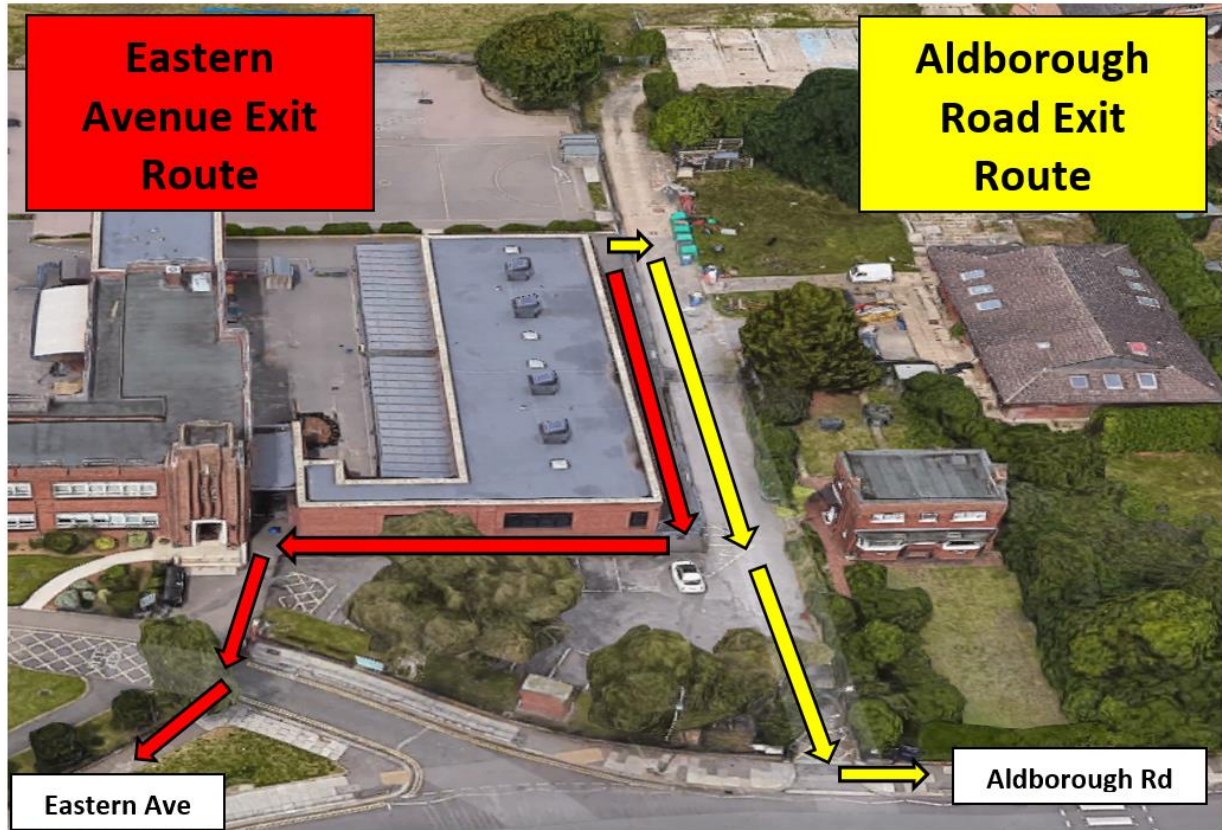 Eastern
Avenue Exit
Route
Aldborough
Road Exit
Route
Eastern Ave
Aldborough Rd